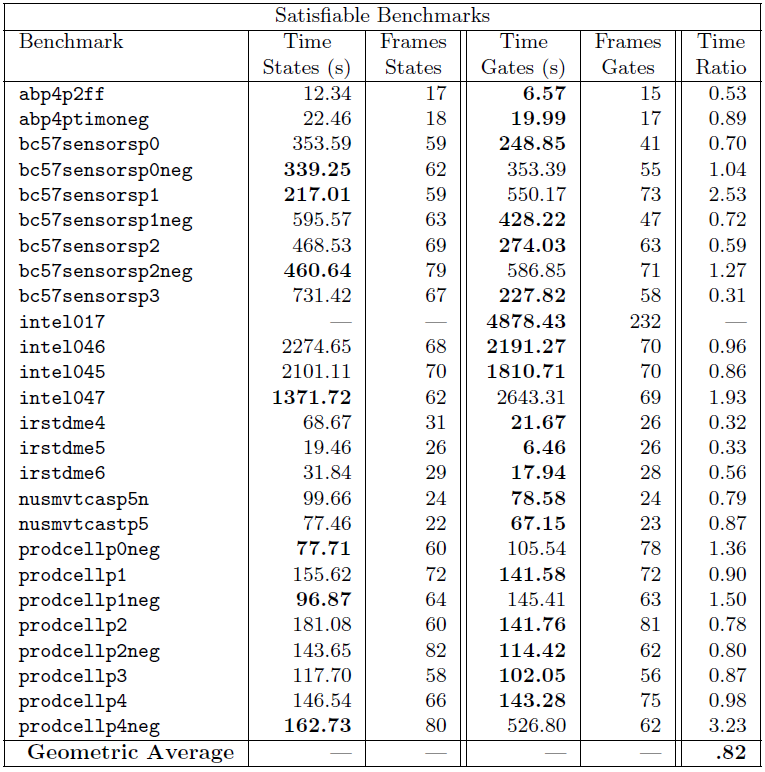 Satisfiable Benchmarks
Benchmark Time Frames Time Frames Time
States (s) States Gates (s) Gates Ratio
abp4p2ff 12.34 17 6.57 15 0.53
abp4ptimoneg 22.46 18 19.99 17 0.89
bc57sensorsp0 353.59 59 248.85 41 0.70
bc57sensorsp0neg 339.25 62 353.39 55 1.04
bc57sensorsp1 217.01 59 550.17 73 2.53
bc57sensorsp1neg 595.57 63 428.22 47 0.72
bc57sensorsp2 468.53 69 274.03 63 0.59
bc57sensorsp2neg 460.64 79 586.85 71 1.27
bc57sensorsp3 731.42 67 227.82 58 0.31
intel017 — — 4878.43 232 —
intel046 2274.65 68 2191.27 70 0.96
intel045 2101.11 70 1810.71 70 0.86
intel047 1371.72 62 2643.31 69 1.93
irstdme4 68.67 31 21.67 26 0.32
irstdme5 19.46 26 6.46 26 0.33
irstdme6 31.84 29 17.94 28 0.56
nusmvtcasp5n 99.66 24 78.58 24 0.79
nusmvtcastp5 77.46 22 67.15 23 0.87
prodcellp0neg 77.71 60 105.54 78 1.36
prodcellp1 155.62 72 141.58 72 0.90
prodcellp1neg 96.87 64 145.41 63 1.50
prodcellp2 181.08 60 141.76 81 0.78
prodcellp2neg 143.65 82 114.42 62 0.80
prodcellp3 117.70 58 102.05 56 0.87
prodcellp4 146.54 66 143.28 75 0.98
prodcellp4neg 162.73 80 526.80 62 3.23
Geometric Average — — — — .82